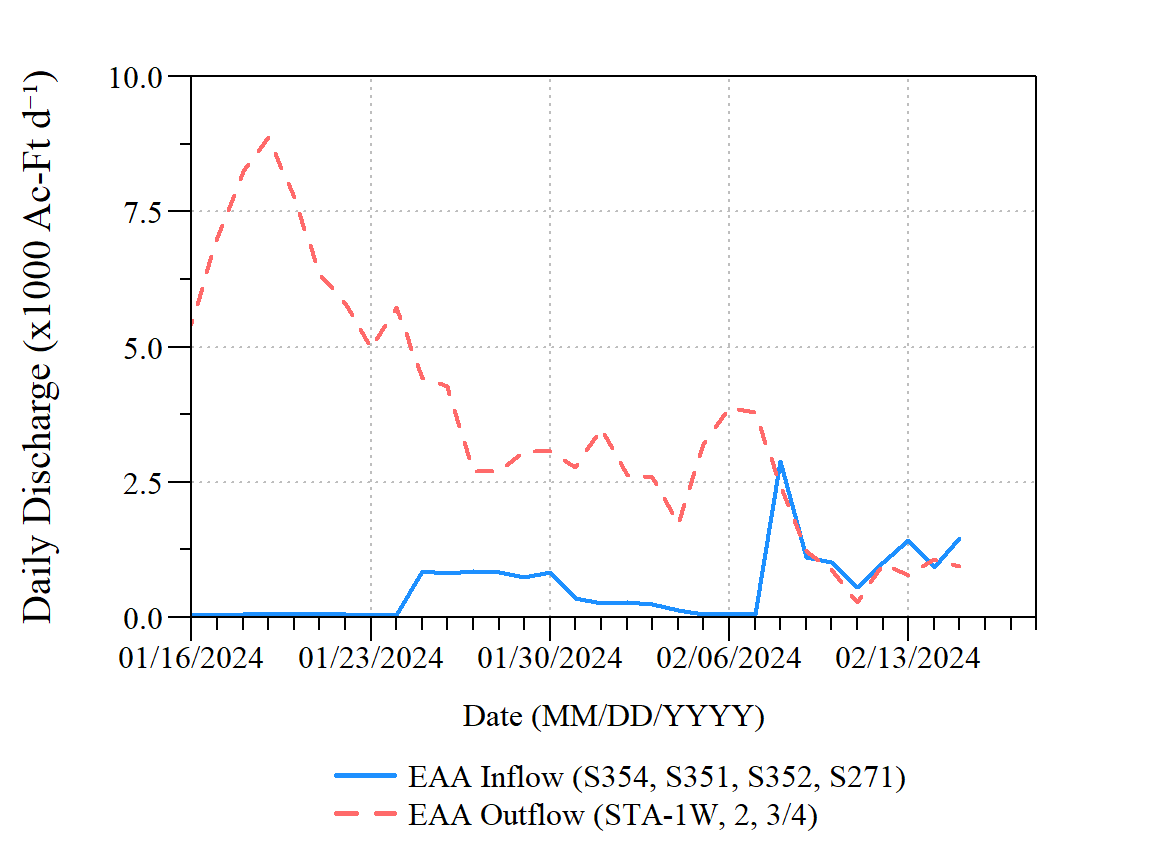 Daily Discharge (x1000 Ac-Ft d⁻¹)
10.0
7.5
5.0
2.5
0.0
01/16/2024 01/23/2024 01/30/2024 02/06/2024 02/13/2024
Date (MM/DD/YYYY)
EAA Inflow (S354, S351, S352, S271)
EAA Outflow (STA-1W, 2, 3/4)